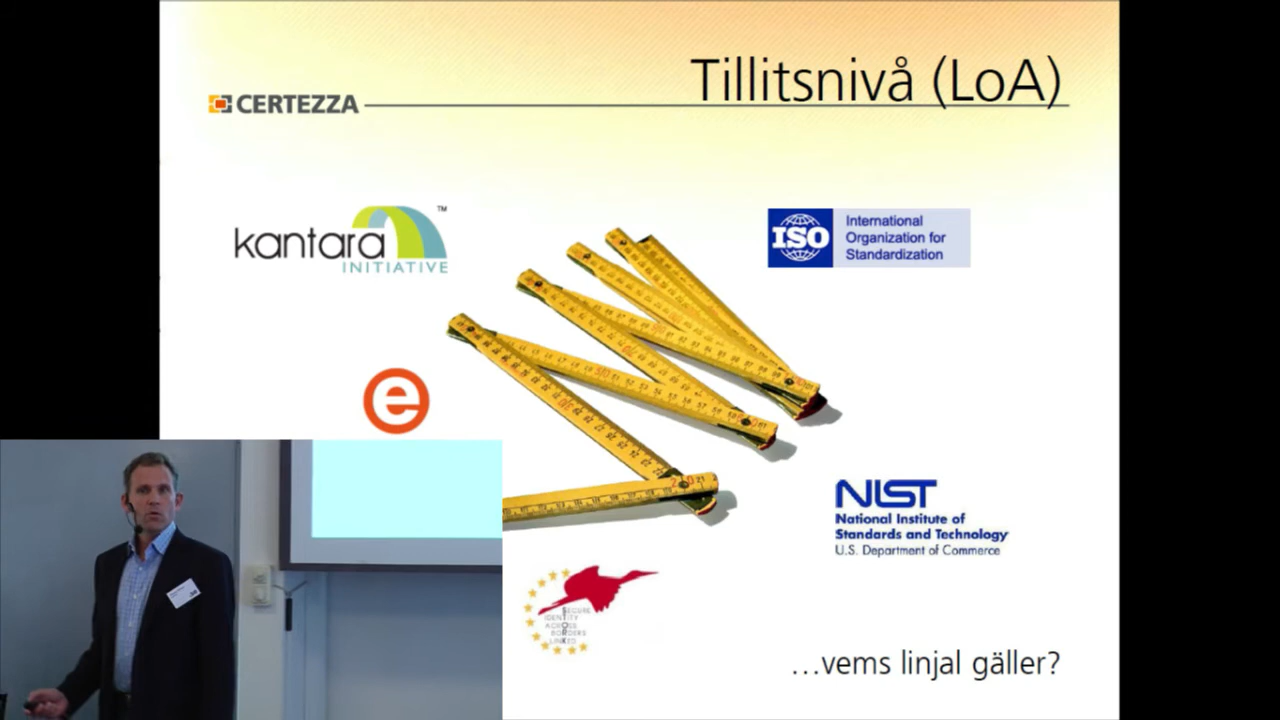 Tillitsnivå (LoA)
CERTEZZA
kantara
INITIATIVE
TM
ISO
International
Organization for
Standardization
e
NIST
National Institute of
Standards and Technology
U.S. Department of Commerce
SECURE
IDENTITY
ACROSS
BORDERS
LINKED
...vems linjal gäller?